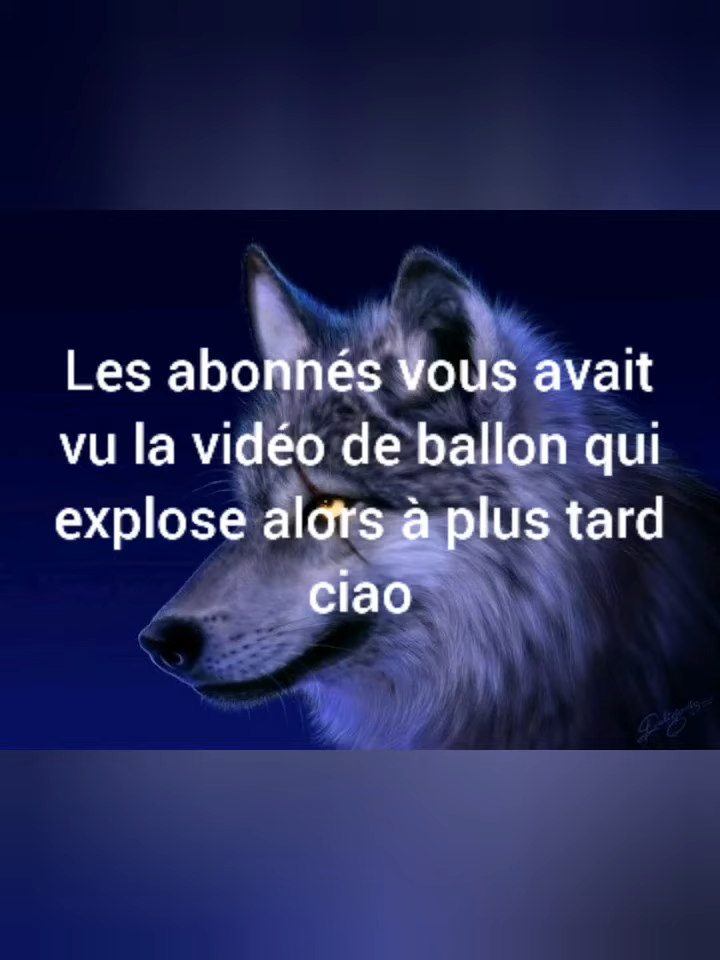 Les abonnés vous avait
vu la vidéo de ballon qui
explose alors à plus tard
ciao